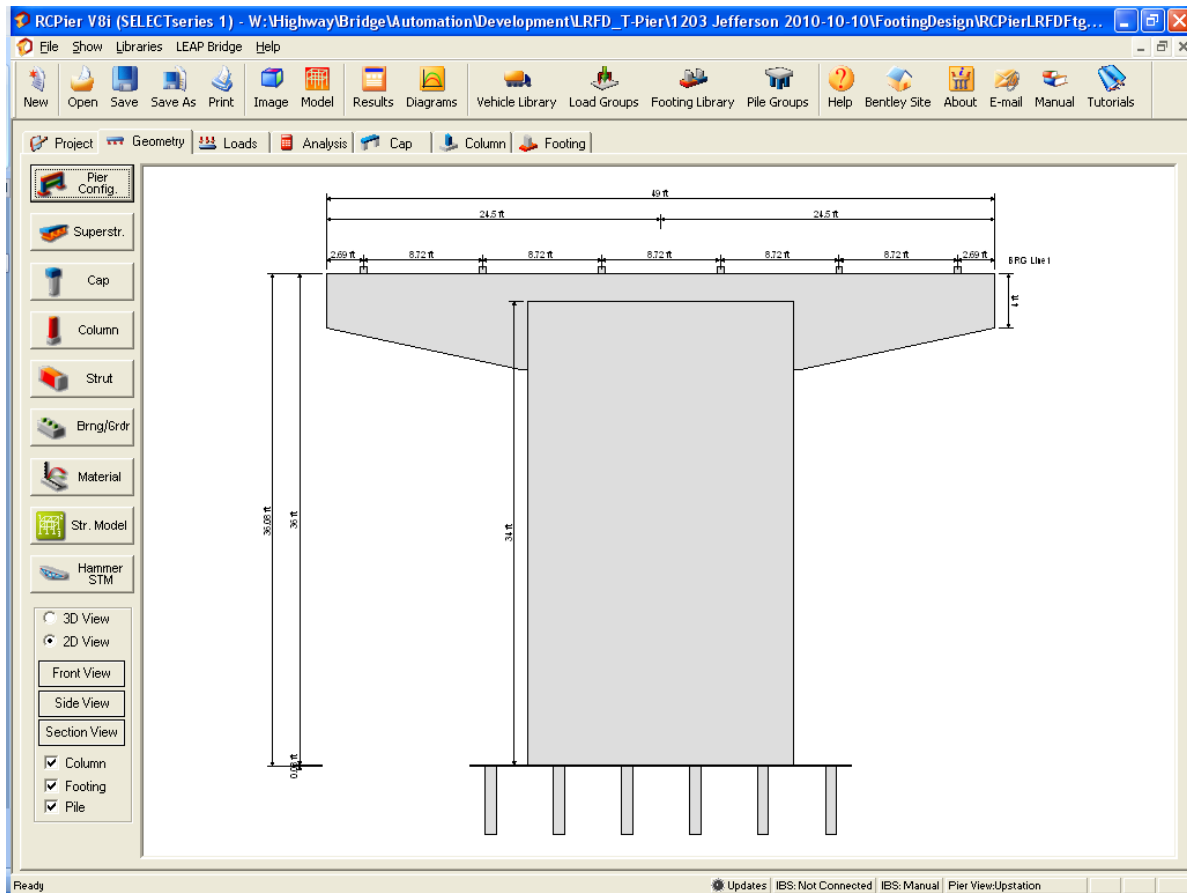 RCPier V8i (SELECTseries 1) - W:\Highway\Bridge\Automation\Development\LRFD_T-Pier\1203 Jefferson 2010-10-10\FootingDesign\RCPierLRFDFtg...
File Show Libraries LEAP Bridge Help
New Open Save Save As Print Image Model Results Diagrams Vehicle Library Load Groups Footing Library Pile Groups Help Bentley Site About E-mail Manual Tutorials
Project Geometry Loads Analysis Cap Column Footing
Pier Config.
Superstr.
Cap
Column
Strut
Brng/Grdr
Material
Str. Model
Hammer STM
3D View
2D View
Front View
Side View
Section View
Column
Footing
Pile
49 ft
24.5 ft 24.5 ft
2.69 ft 8.72 ft 8.72 ft 8.72 ft 8.72 ft 8.72 ft 2.69 ft BRG Line 1
4 ft
36.08 ft
36 ft
34 ft
0.08 ft
Ready Updates IBS: Not Connected IBS: Manual Pier View:Upstation